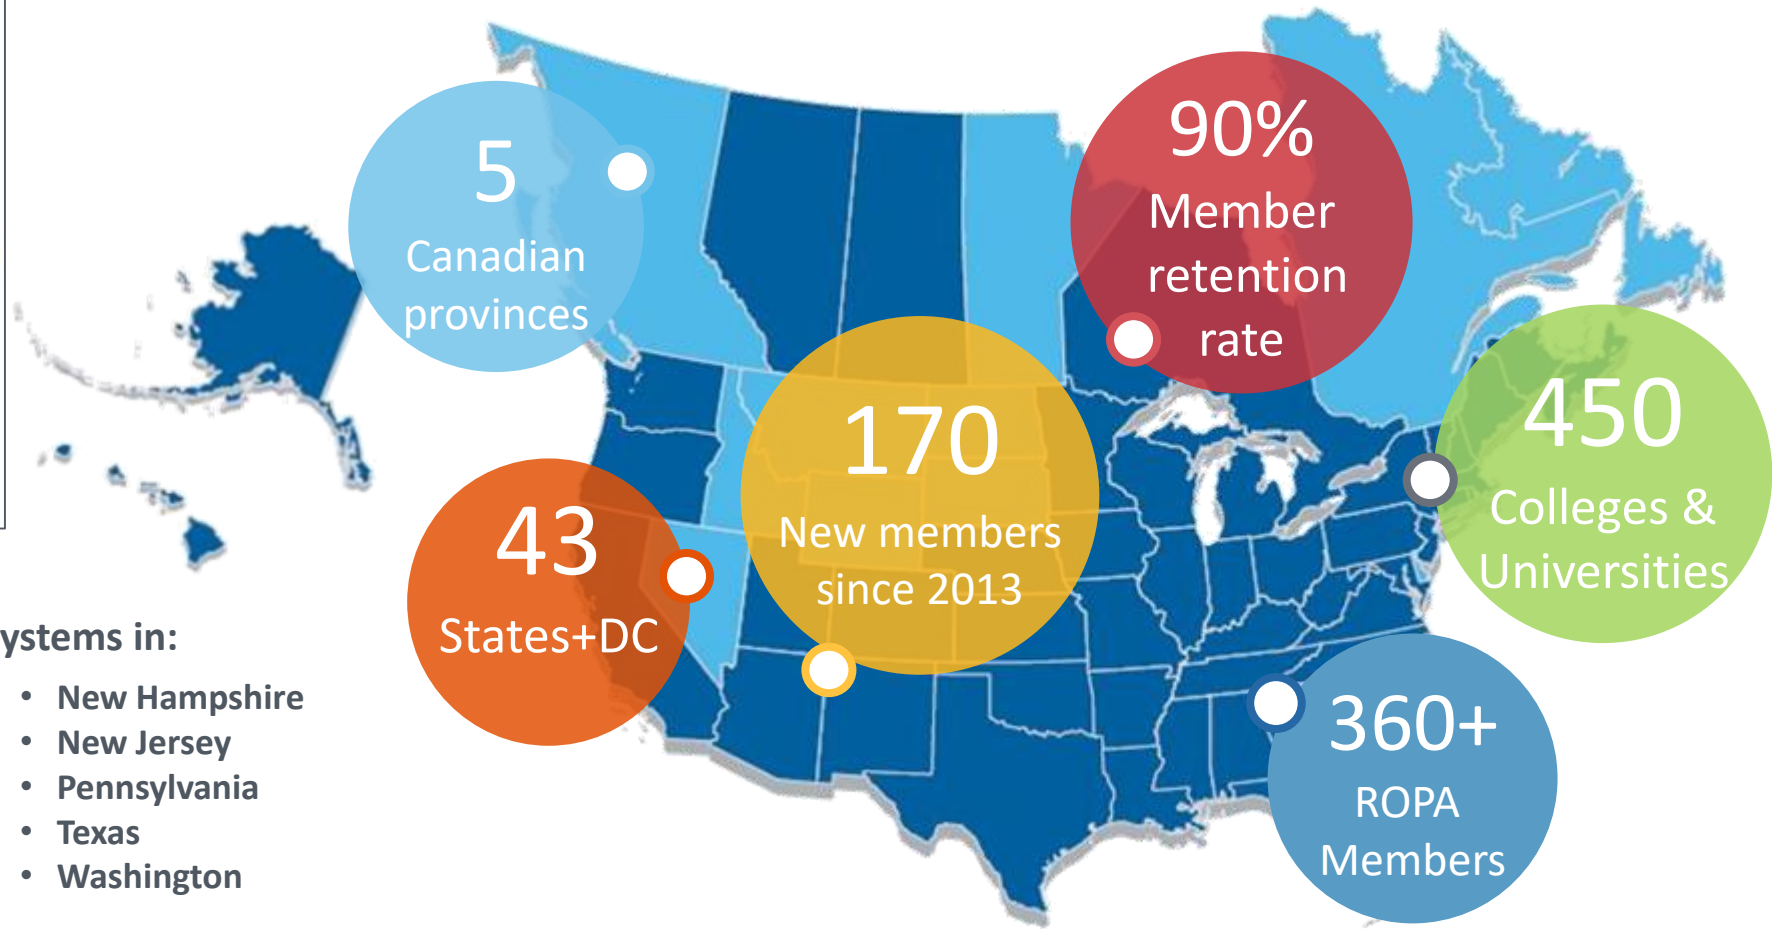 5
Canadian
provinces
90%
Member
retention
rate
170
New members
since 2013
450
Colleges &
Universities
43
States+DC
360+
ROPA
Members
ystems in:
• New Hampshire
• New Jersey
• Pennsylvania
• Texas
• Washington